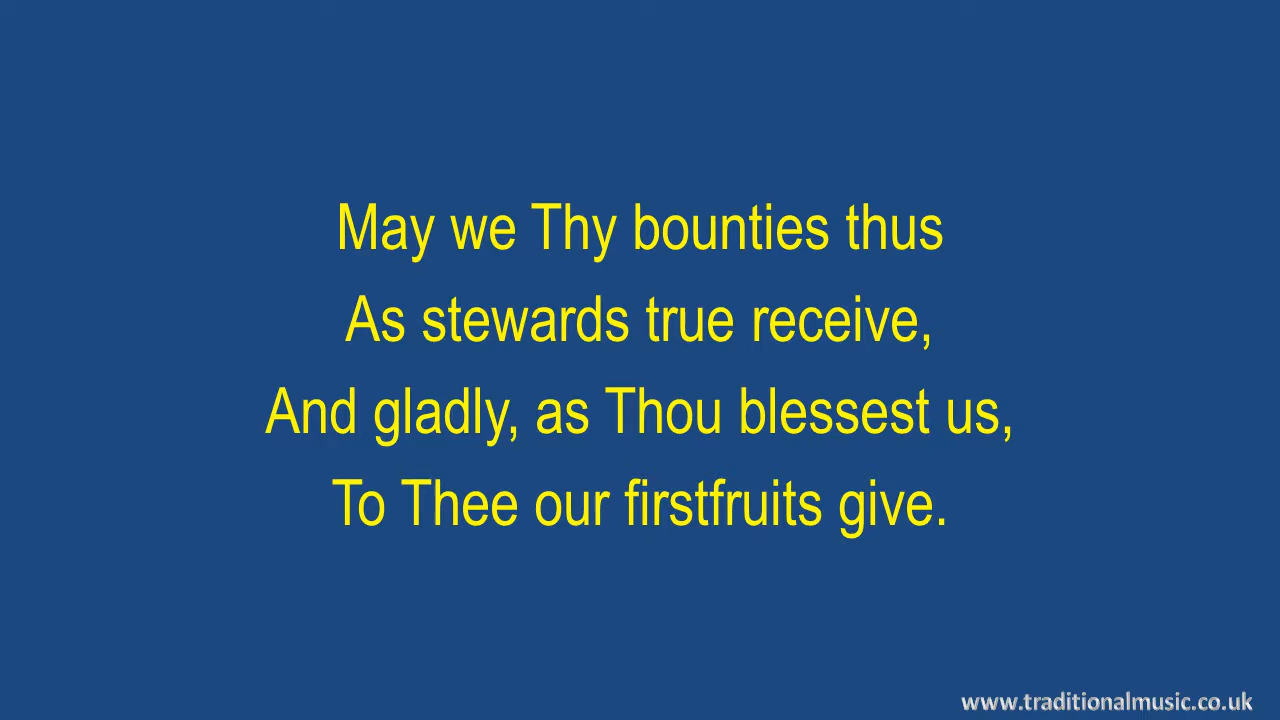 May we Thy bounties thus
As stewards true receive,
And gladly, as Thou blessest us,
To Thee our firstfruits give.
www.traditionalmusic.co.uk